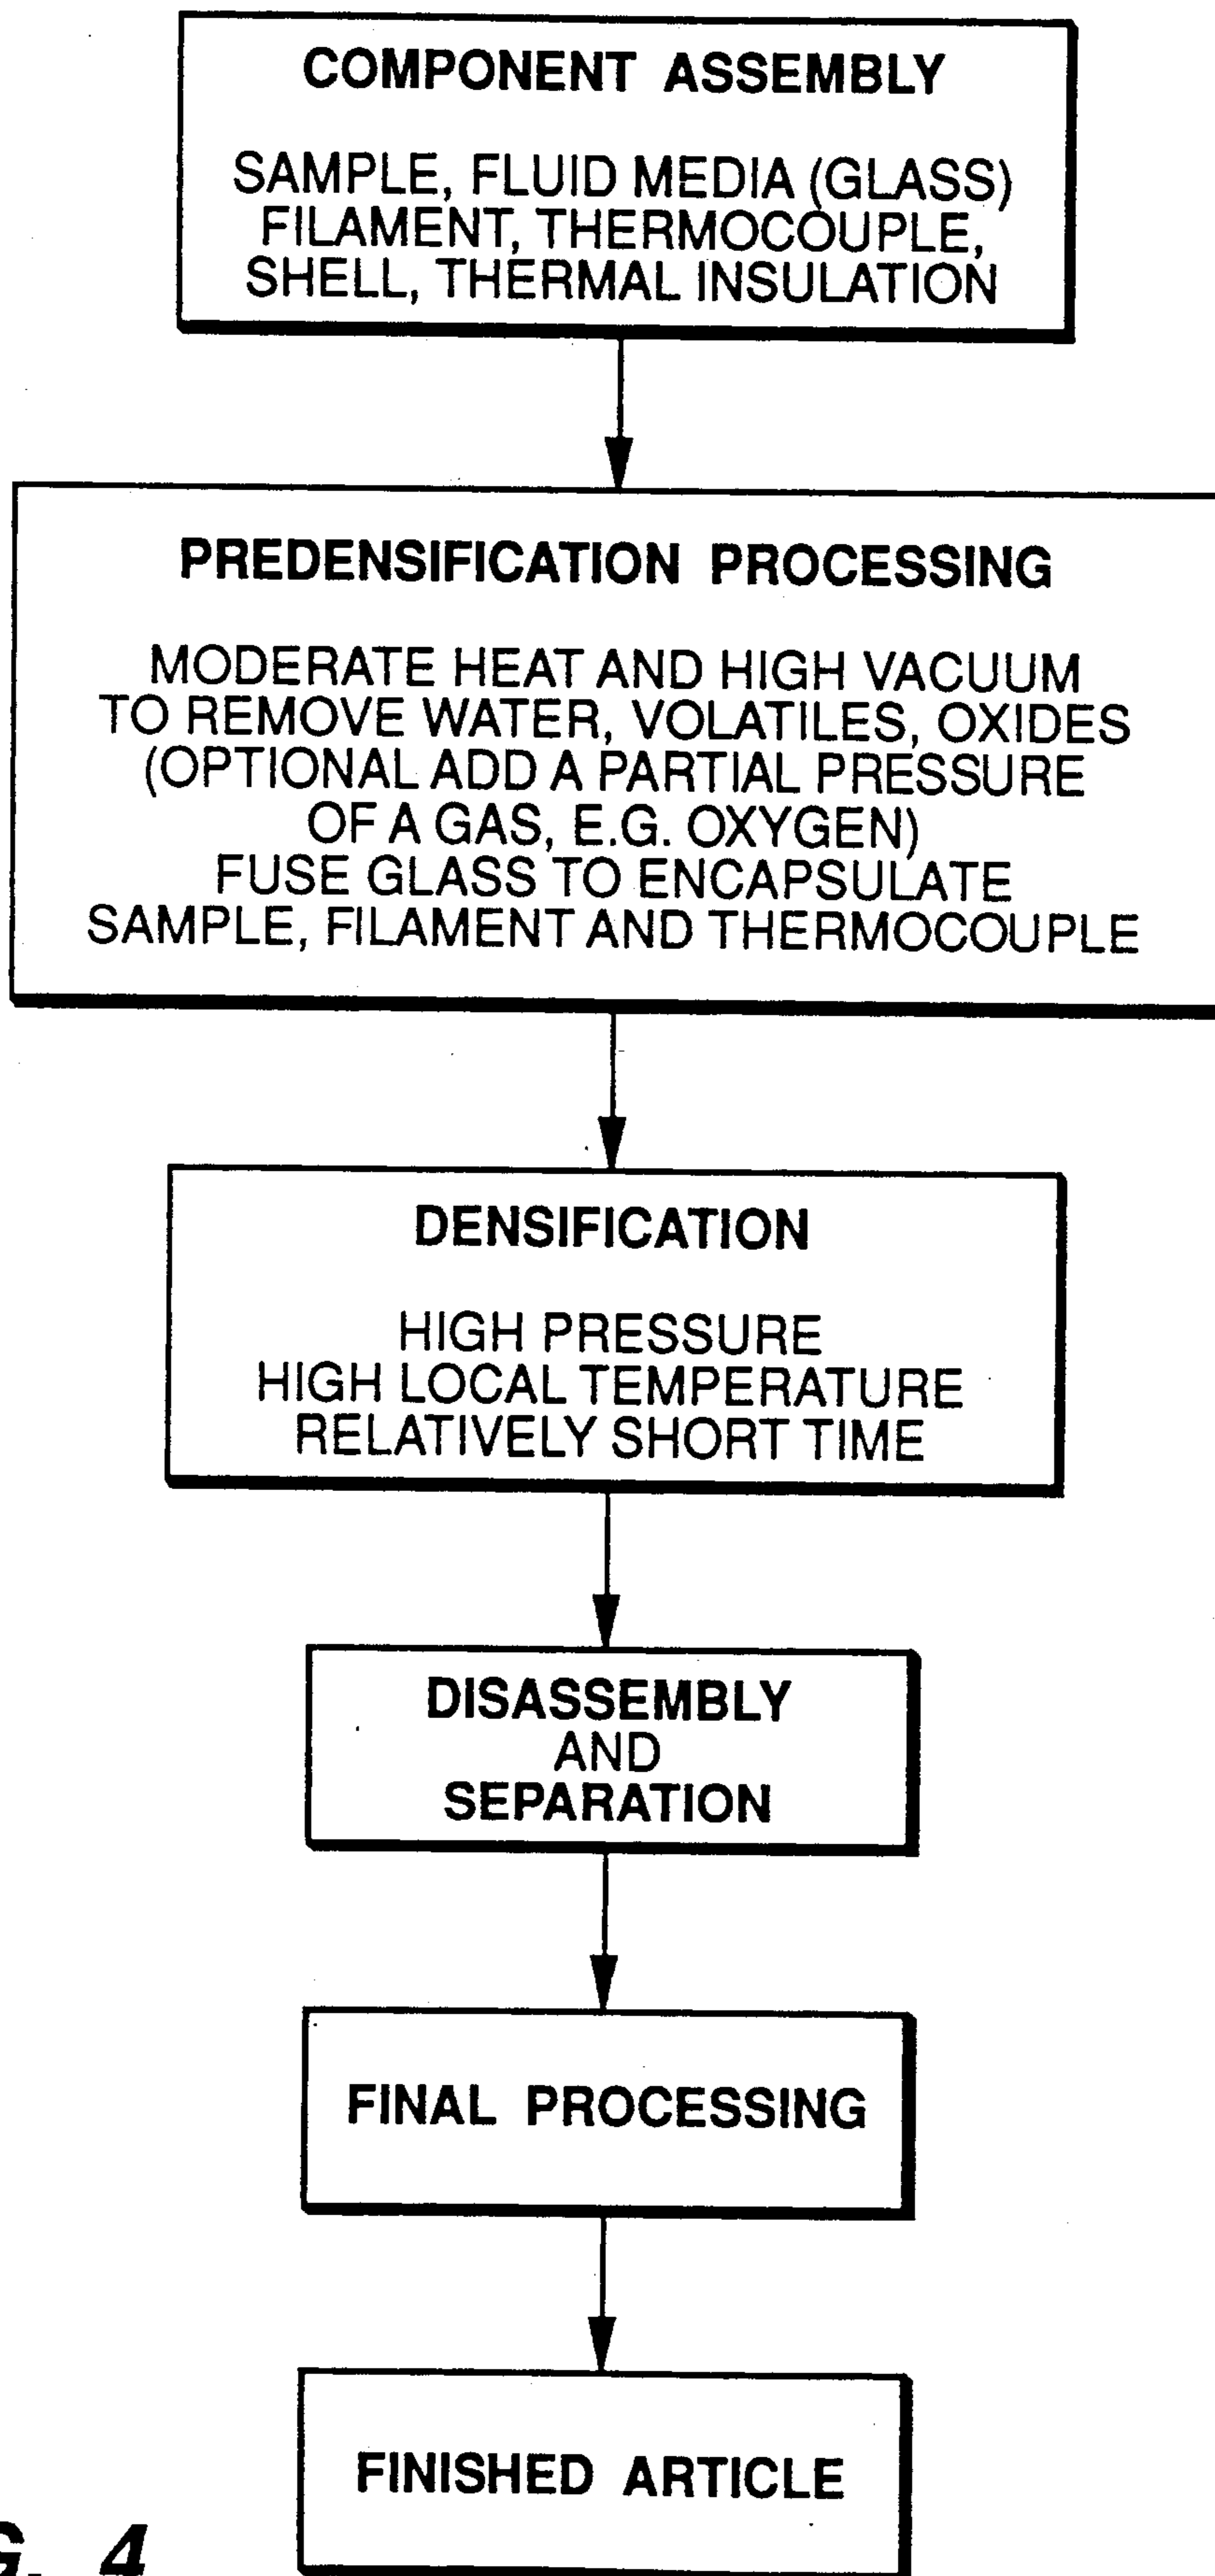 COMPONENT ASSEMBLY
SAMPLE, FLUID MEDIA (GLASS)
FILAMENT, THERMOCOUPLE,
SHELL, THERMAL INSULATION
PREDENSIFICATION PROCESSING
MODERATE HEAT AND HIGH VACUUM
TO REMOVE WATER, VOLATILES, OXIDES
(OPTIONAL ADD A PARTIAL PRESSURE
OF A GAS, E.G. OXYGEN)
FUSE GLASS TO ENCAPSULATE
SAMPLE, FILAMENT AND THERMOCOUPLE
DENSIFICATION
HIGH PRESSURE
HIGH LOCAL TEMPERATURE
RELATIVELY SHORT TIME
DISASSEMBLY
AND
SEPARATION
FINAL PROCESSING
FINISHED ARTICLE
G. 4